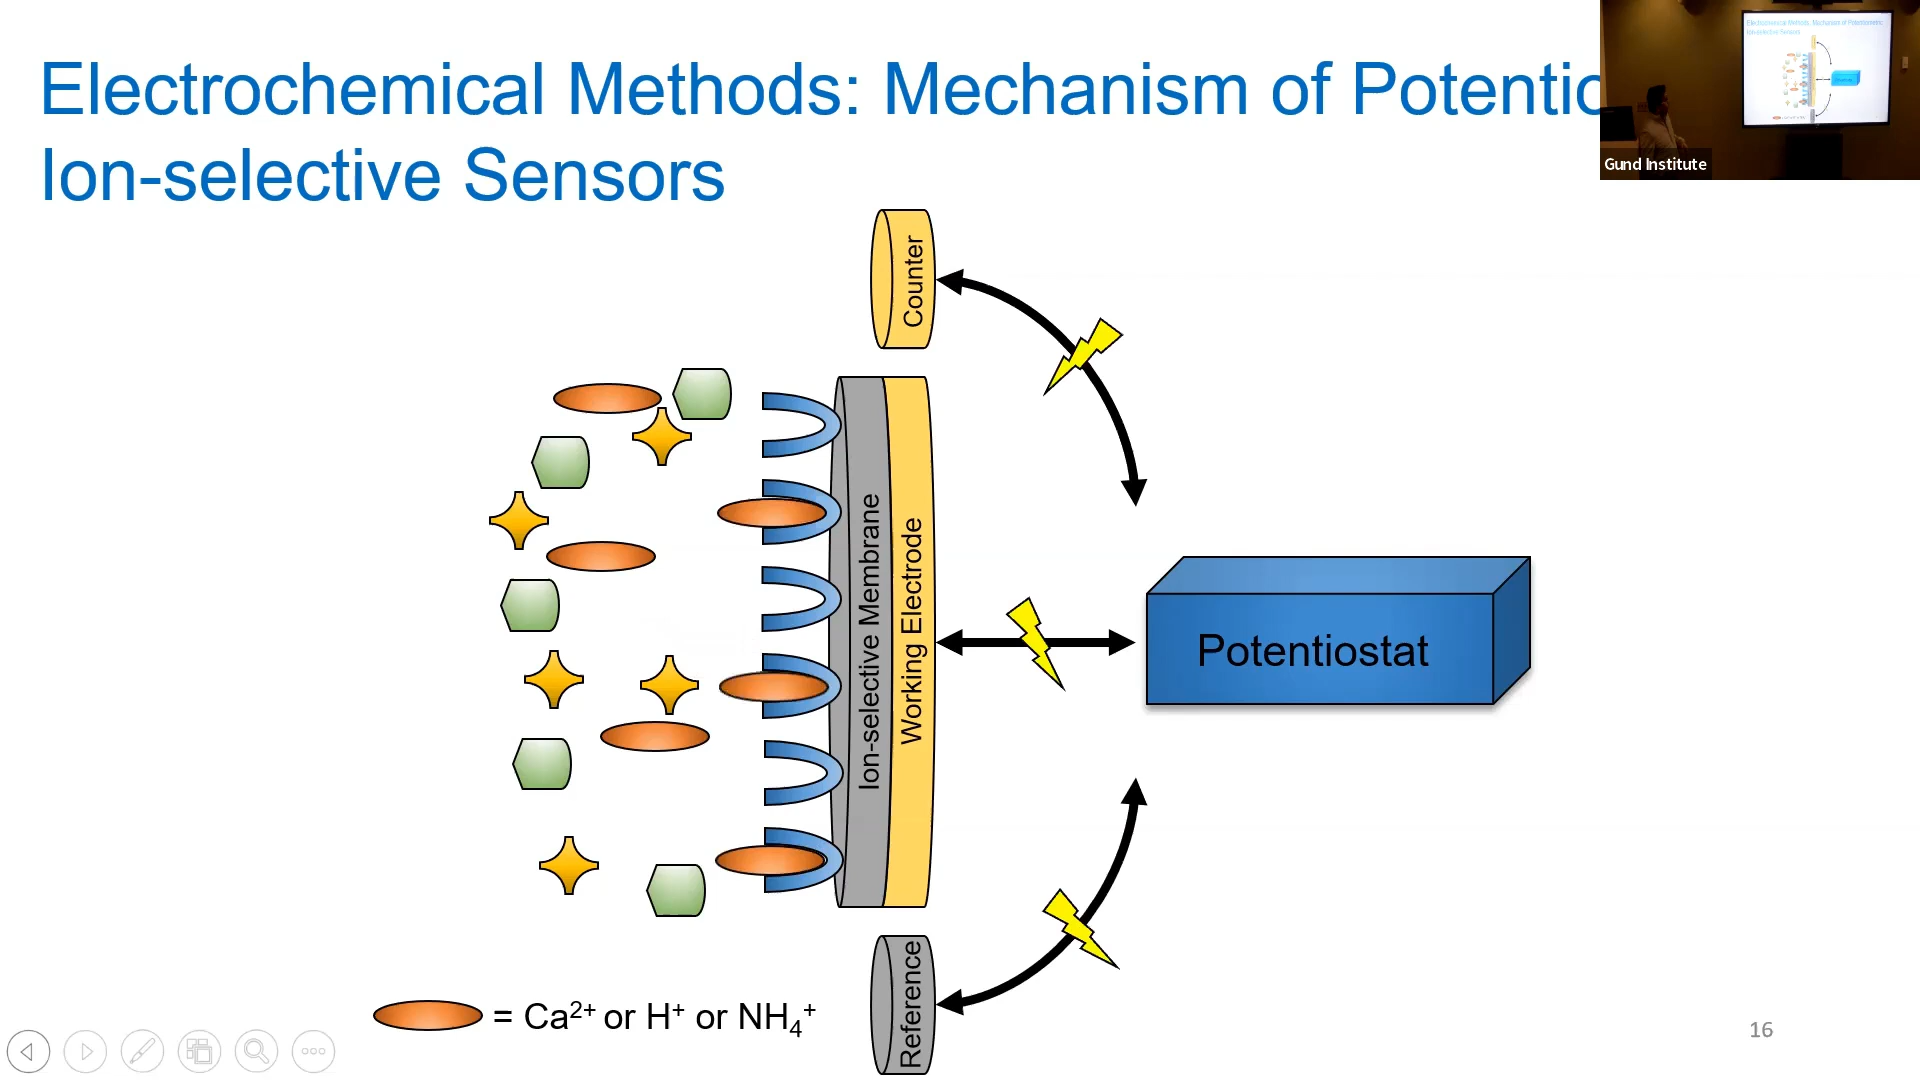 Electrochemical Methods: Mechanism of Potentio
Ion-selective Sensors
Gund Institute
Counter
Ion-selective Membrane
Working Electrode
Potentiostat
Reference
= Ca²⁺ or H⁺ or NH₄⁺
16